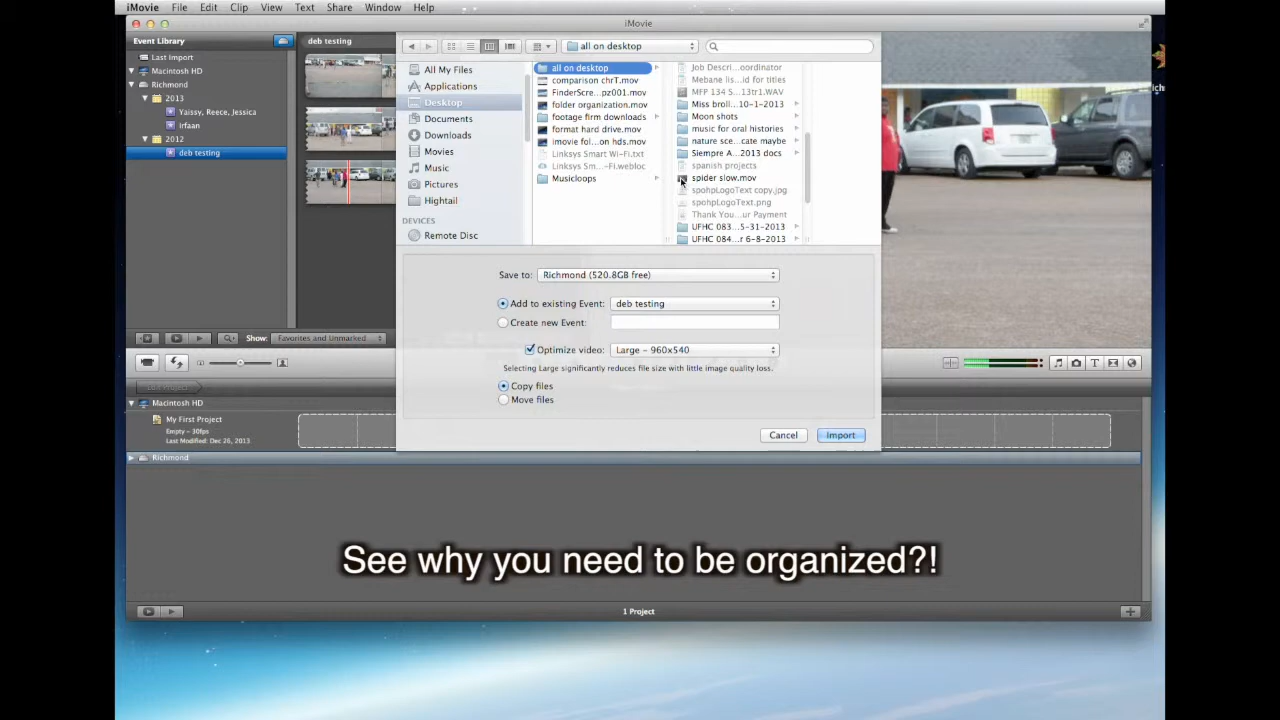 iMovie File Edit Clip View Text Share Window Help
iMovie
Event Library
deb testing
all on desktop
Last Import
Macintosh HD
Richmond
2013
Yaissy, Reece, Jessica
Irfaan
2012
deb testing
All My Files
Applications
Desktop
Documents
Downloads
Movies
Music
Pictures
Hightail
DEVICES
Remote Disc
all on desktop
comparison chrT.mov
FinderScre...pz001.mov
folder organization.mov
footage firm downloads
format hard drive.mov
imovie fol...on hds.mov
Linksys Smart Wi-Fi.txt
Linksys Sm...-Fi.webloc
Musicloops
Job Descri...oordinator
Mebane lis...id for titles
MFP 134 S...13tr1.WAV
Miss broll...10-1-2013
Moon shots
music for oral histories
nature sce...cate maybe
Siempre A...2013 docs
spanish projects
spider slow.mov
spohpLogoText copy.jpg
spohpLogoText.png
Thank You...ur Payment
UFHC 083...5-31-2013
UFHC 084...r 6-8-2013
Save to: Richmond (520.8GB free)
Add to existing Event: deb testing
Create new Event:
Optimize video: Large - 960x540
Selecting Large significantly reduces file size with little image quality loss.
Copy files
Move files
Cancel Import
Show: Favorites and Unmarked
Edit Project
Macintosh HD
My First Project
Empty - 30fps
Last Modified: Dec 26, 2013
Richmond
See why you need to be organized?!
1 Project